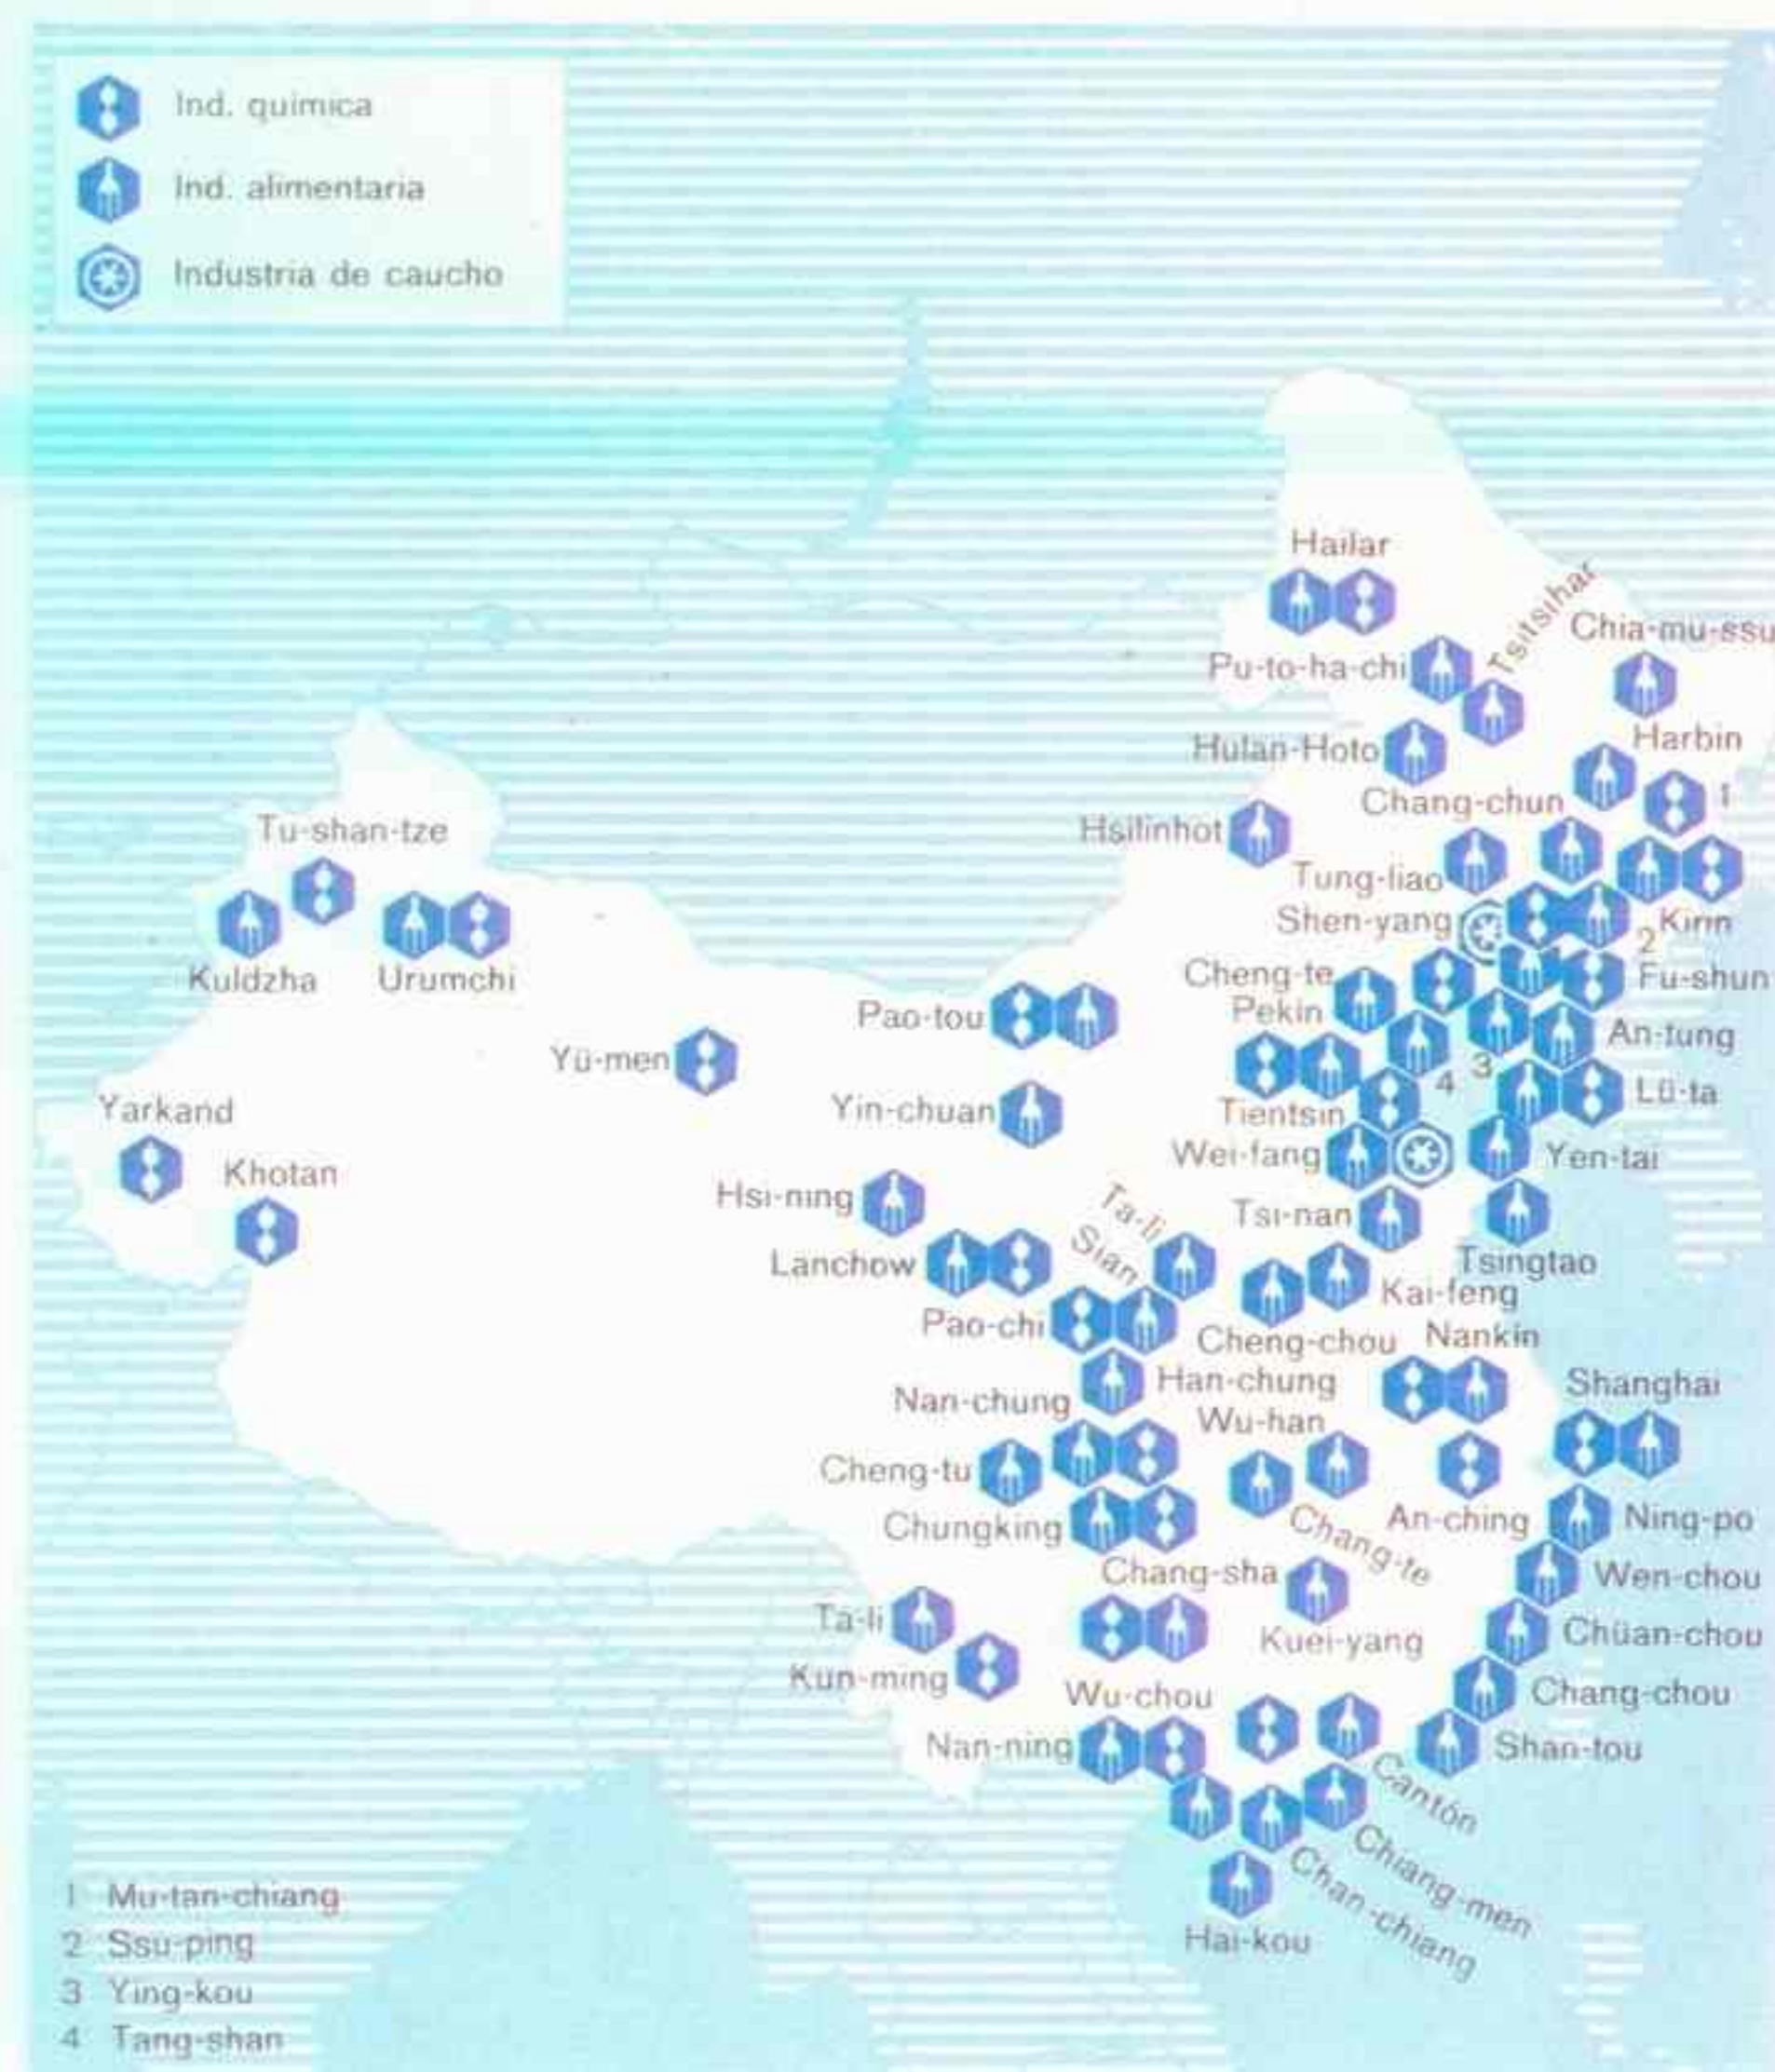 Ind. química
Ind. alimentaria
Industria de caucho
Hailar
Tsitsihar
Chia-mu-ssu
Pu-to-ha-chi
Harbin
Hulan-Hoto
Chang-chun
1
Hsilinhot
Tu-shan-tze
Tung-liao
Shen-yang
Kirin
2
Kuldzha
Urumchi
Cheng-te
Fu-shun
Pekin
Pao-tou
An-tung
Yü-men
3
4
Lü-ta
Yarkand
Yin-chuan
Tientsin
Wei-fang
Yen-tai
Khotan
Hsi-ning
Ta-li
Tsi-nan
Sian
Lanchow
Tsingtao
Kai-feng
Pao-chi
Cheng-chou
Nankin
Han-chung
Shanghai
Nan-chung
Wu-han
Cheng-tu
Chungking
Chang-te
An-ching
Ning-po
Chang-sha
Wen-chou
Ta-li
Kuei-yang
Chüan-chou
Kun-ming
Wu-chou
Chang-chou
Nan-ning
Shan-tou
Cantón
Chiang-men
Chan-chiang
Hai-kou
1 Mu-tan-chiang
2 Ssu-ping
3 Ying-kou
4 Tang-shan